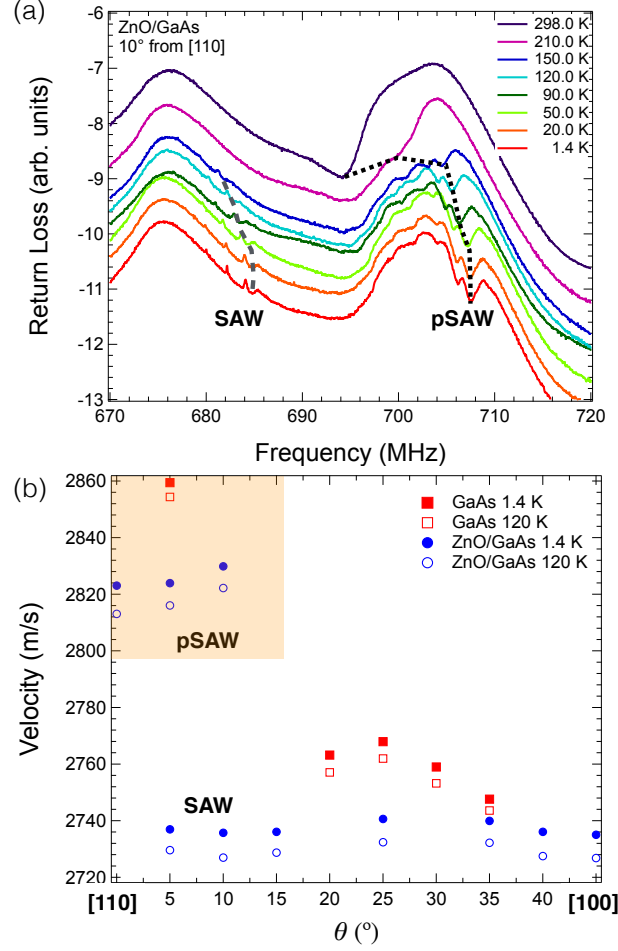 (a)
ZnO/GaAs
10° from [110]
298.0 K
210.0 K
150.0 K
120.0 K
90.0 K
50.0 K
20.0 K
1.4 K
-6
-7
-8
-9
-10
-11
-12
-13
Return Loss (arb. units)
SAW
pSAW
670
680
690
700
710
720
Frequency (MHz)
(b)
2860
2840
2820
2800
2780
2760
2740
2720
Velocity (m/s)
GaAs 1.4 K
GaAs 120 K
ZnO/GaAs 1.4 K
ZnO/GaAs 120 K
pSAW
SAW
[110]
5
10
15
20
25
30
35
40
[100]
θ (º)